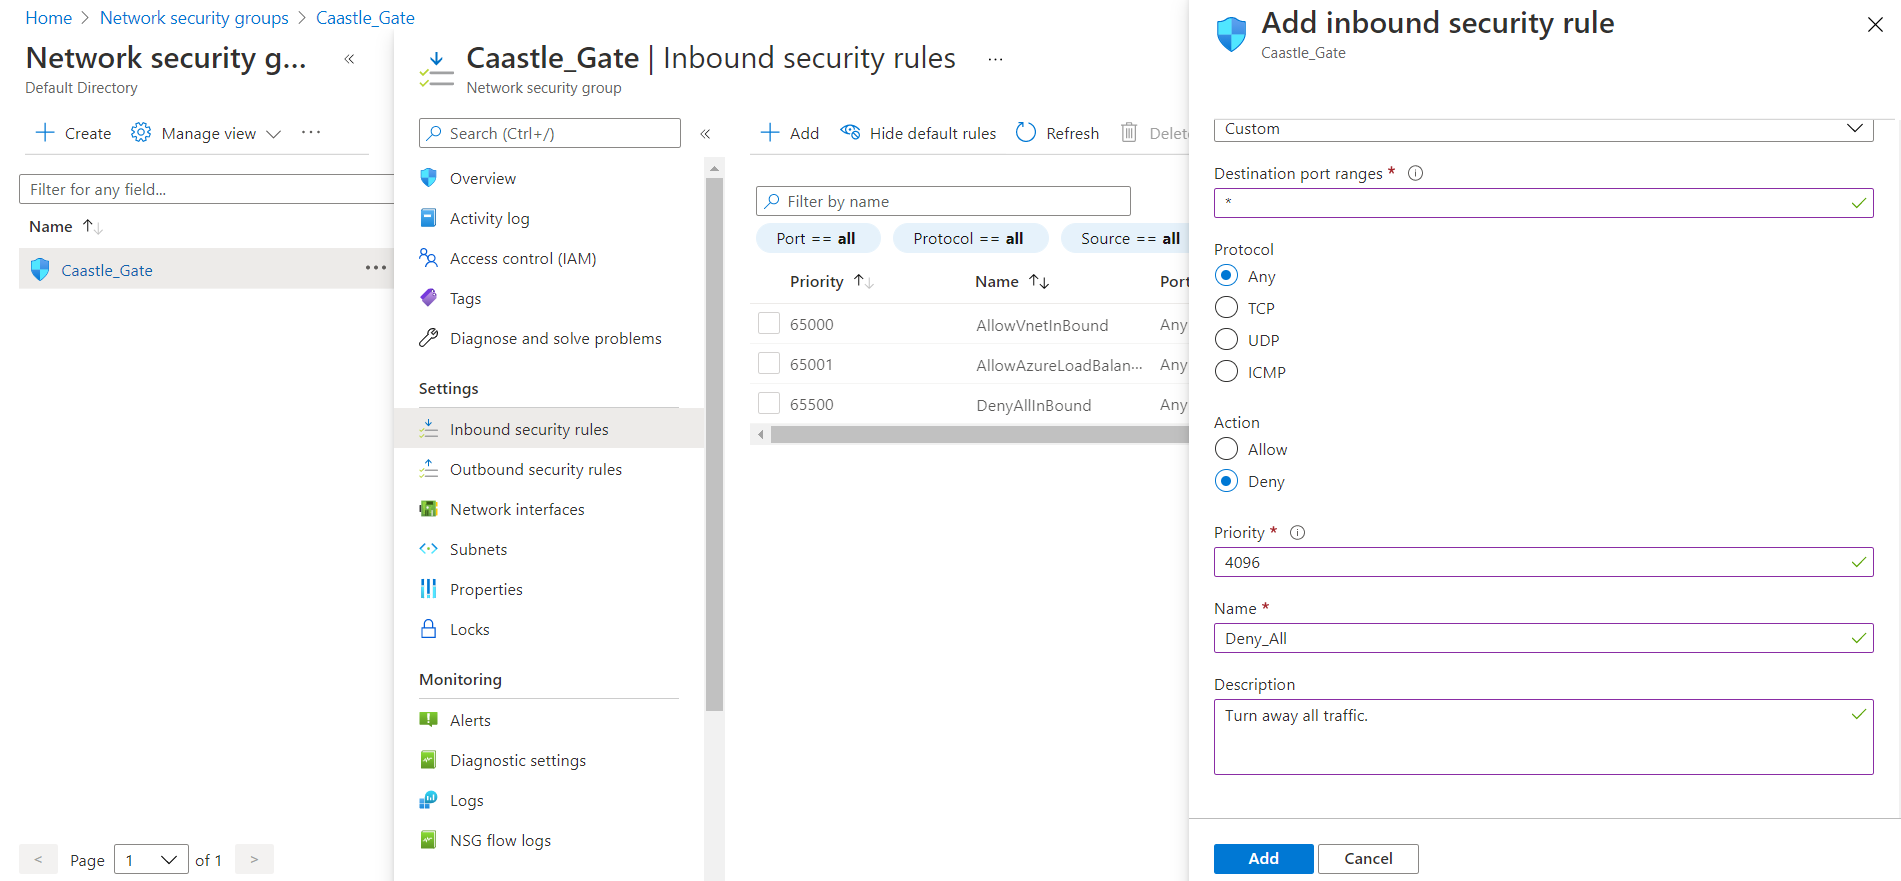 Home > Network security groups > Caastle_Gate
Network security g... «
Default Directory
+ Create Manage view ...
Filter for any field...
Name ↑↓
Caastle_Gate ...
< Page 1 of 1 >
Caastle_Gate | Inbound security rules ...
Network security group
Search (Ctrl+/) «
Overview
Activity log
Access control (IAM)
Tags
Diagnose and solve problems
Settings
Inbound security rules
Outbound security rules
Network interfaces
Subnets
Properties
Locks
Monitoring
Alerts
Diagnostic settings
Logs
NSG flow logs
+ Add Hide default rules Refresh Delet
Filter by name
Port == all Protocol == all Source == all
Priority ↑↓ Name ↑↓ Port
65000 AllowVnetInBound Any
65001 AllowAzureLoadBalan... Any
65500 DenyAllInBound Any
Add inbound security rule
Caastle_Gate
Custom
Destination port ranges *
*
Protocol
Any
TCP
UDP
ICMP
Action
Allow
Deny
Priority *
4096
Name *
Deny_All
Description
Turn away all traffic.
Add Cancel